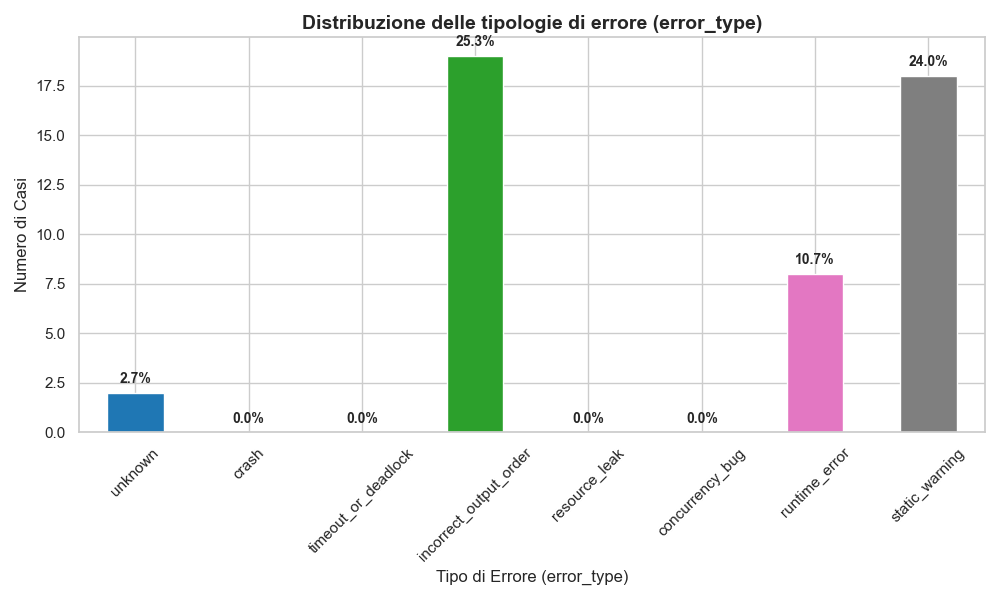 Distribuzione delle tipologie di errore (error_type)
25.3%
24.0%
10.7%
2.7%
0.0%
0.0%
0.0%
0.0%
17.5
15.0
12.5
10.0
7.5
5.0
2.5
0.0
Numero di Casi
unknown
crash
timeout_or_deadlock
incorrect_output_order
resource_leak
concurrency_bug
runtime_error
static_warning
Tipo di Errore (error_type)